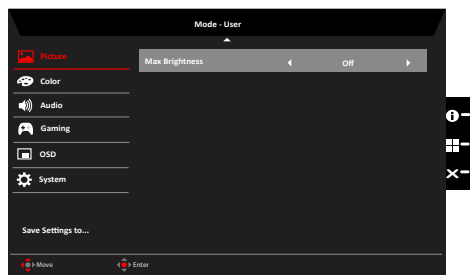 Mode - User
Picture
Max Brightness Off
Color
Audio
Gaming
OSD
System
Save Settings to...
Move Enter